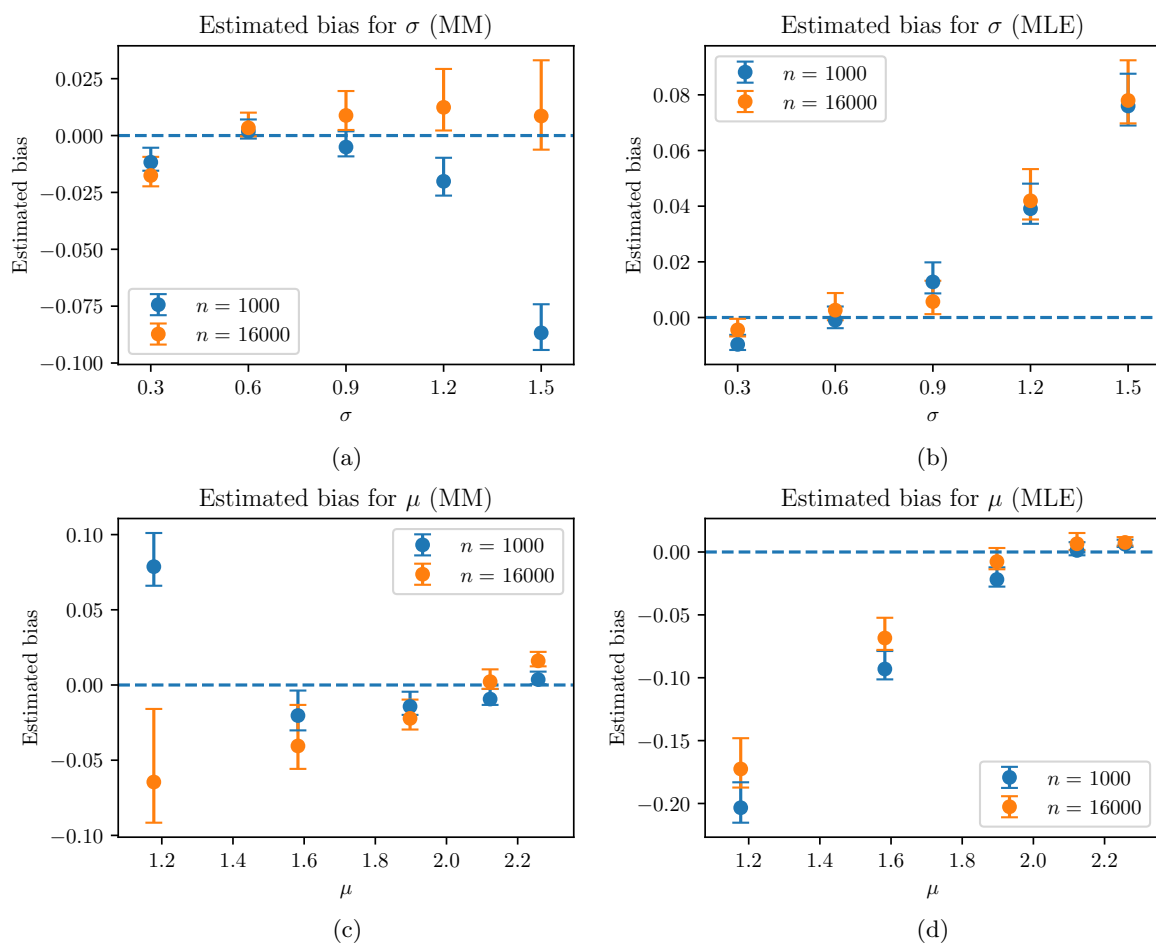 Estimated bias for σ (MM)
Estimated bias
0.025
0.000
−0.025
−0.050
−0.075
−0.100
n = 1000
n = 16000
0.3 0.6 0.9 1.2 1.5
σ
(a)
Estimated bias for σ (MLE)
Estimated bias
0.08
0.06
0.04
0.02
0.00
n = 1000
n = 16000
0.3 0.6 0.9 1.2 1.5
σ
(b)
Estimated bias for μ (MM)
Estimated bias
0.10
0.05
0.00
−0.05
−0.10
n = 1000
n = 16000
1.2 1.4 1.6 1.8 2.0 2.2
μ
(c)
Estimated bias for μ (MLE)
Estimated bias
0.00
−0.05
−0.10
−0.15
−0.20
n = 1000
n = 16000
1.2 1.4 1.6 1.8 2.0 2.2
μ
(d)